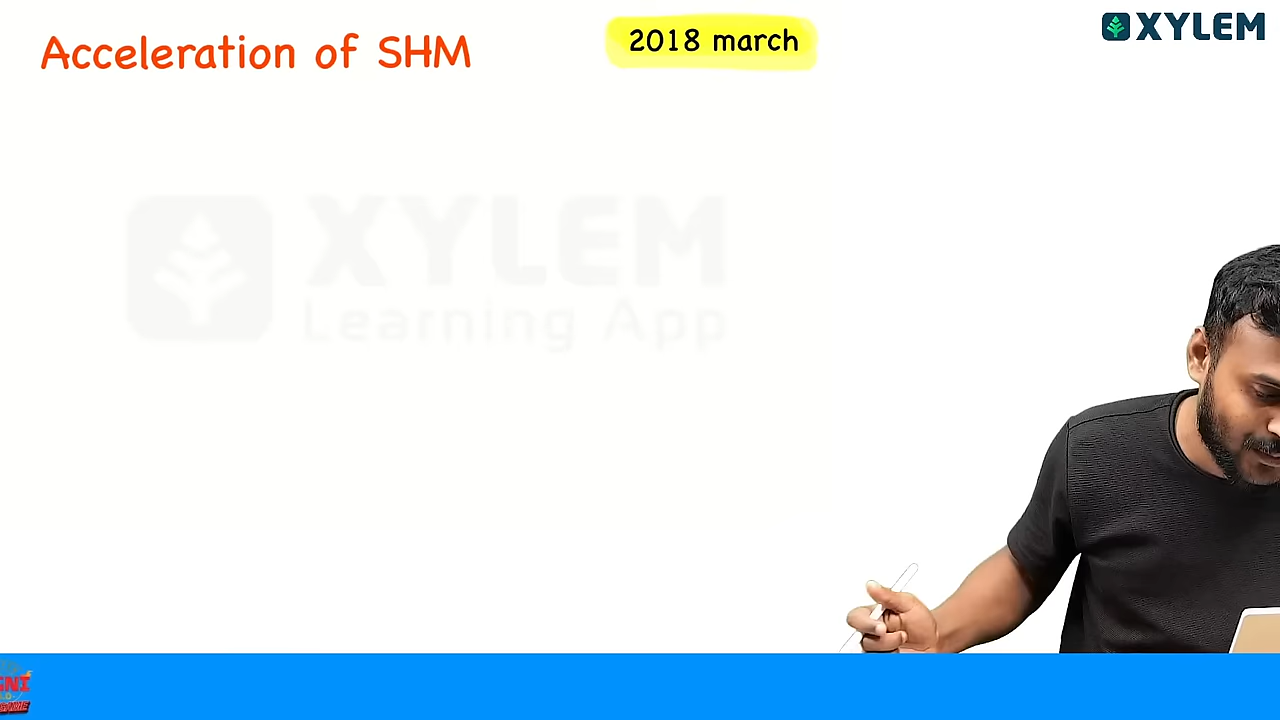 Acceleration of SHM
2018 march
XYLEM
XYLEM
Learning App